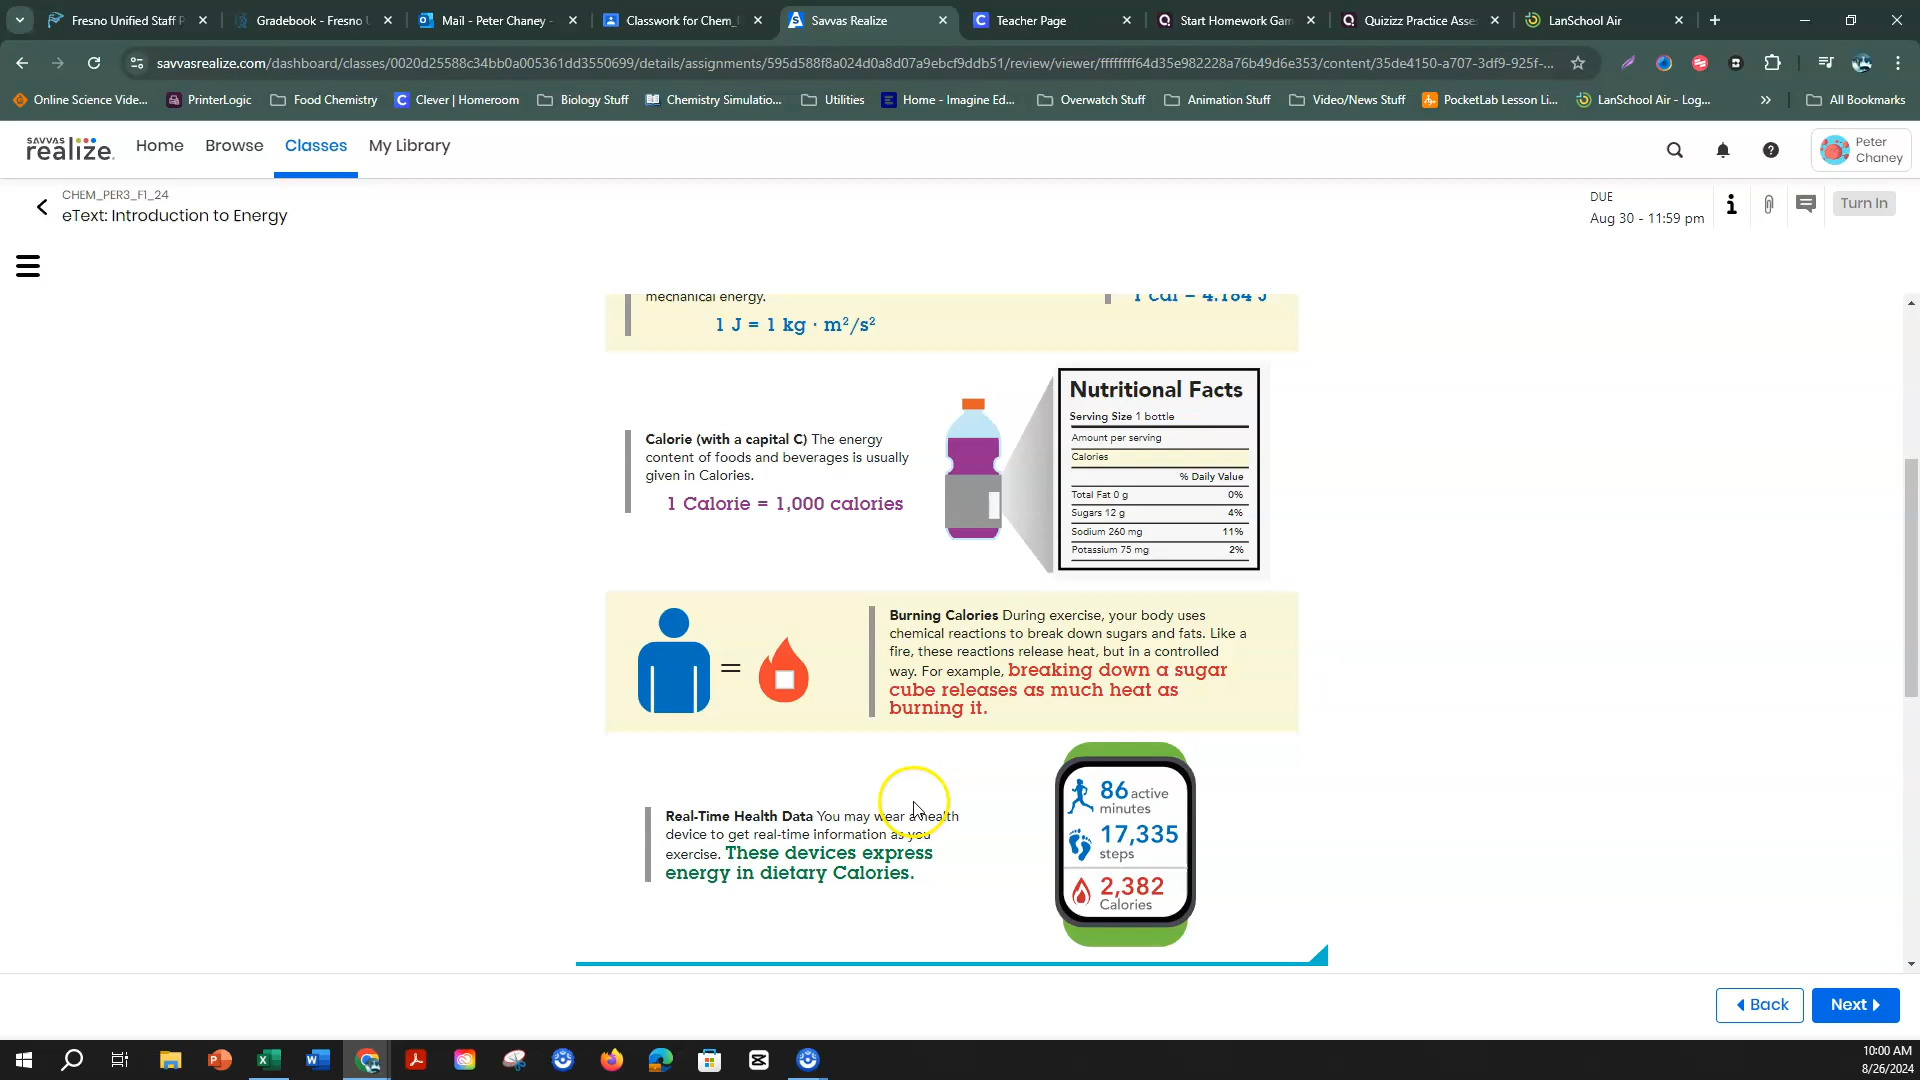 Fresno Unified Staff P
Gradebook - Fresno U
Mail - Peter Chaney -
Classwork for Chem_
Savvas Realize
Teacher Page
Start Homework Gam
Quizizz Practice Asse
LanSchool Air
savvasrealize.com/dashboard/classes/0020d25588c34bb0a005361dd3550699/details/assignments/595d588f8a024d0a8d07a9ebcf9ddb51/review/viewer/ffffffff64d35e982228a76b49d6e353/content/35de4150-a707-3df9-925f-...
Online Science Vide...
PrinterLogic
Food Chemistry
Clever | Homeroom
Biology Stuff
Chemistry Simulatio...
Utilities
Home - Imagine Ed...
Overwatch Stuff
Animation Stuff
Video/News Stuff
PocketLab Lesson Li...
LanSchool Air - Log...
All Bookmarks
SAVVAS
realize.
Home
Browse
Classes
My Library
Peter
Chaney
CHEM_PER3_F1_24
eText: Introduction to Energy
DUE
Aug 30 - 11:59 pm
Turn In
mechanical energy.
1 cal = 4.184 J
1 J = 1 kg · m²/s²
Calorie (with a capital C) The energy
content of foods and beverages is usually
given in Calories.
1 Calorie = 1,000 calories
Nutritional Facts
Serving Size 1 bottle
Amount per serving
Calories
% Daily Value
Total Fat 0 g 0%
Sugars 12 g 4%
Sodium 260 mg 11%
Potassium 75 mg 2%
Burning Calories During exercise, your body uses
chemical reactions to break down sugars and fats. Like a
fire, these reactions release heat, but in a controlled
way. For example, breaking down a sugar
cube releases as much heat as
burning it.
Real-Time Health Data You may wear a health
device to get real-time information as you
exercise. These devices express
energy in dietary Calories.
86 active
minutes
17,335
steps
2,382
Calories
Back
Next
10:00 AM
8/26/2024